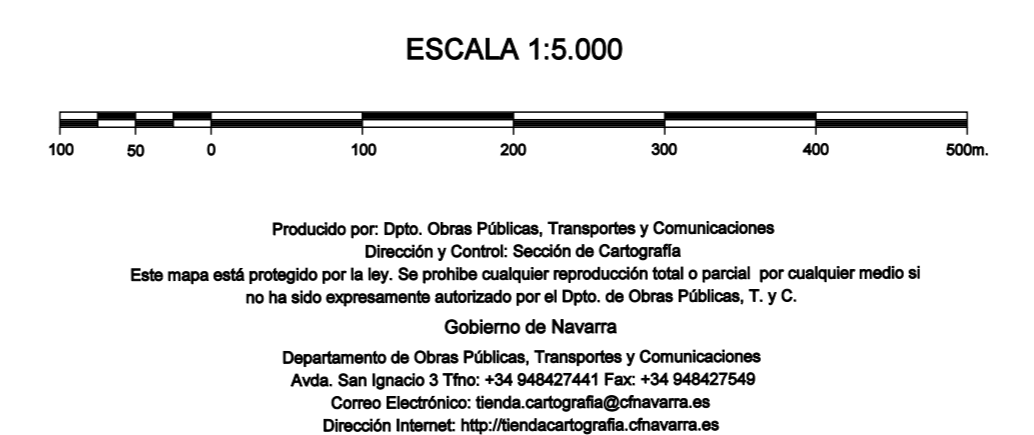 ESCALA 1:5.000
100 50 0 100 200 300 400 500m.
Producido por: Dpto. Obras Públicas, Transportes y Comunicaciones
Dirección y Control: Sección de Cartografía
Este mapa está protegido por la ley. Se prohibe cualquier reproducción total o parcial por cualquier medio si
no ha sido expresamente autorizado por el Dpto. de Obras Públicas, T. y C.
Gobierno de Navarra
Departamento de Obras Públicas, Transportes y Comunicaciones
Avda. San Ignacio 3 Tfno: +34 948427441 Fax: +34 948427549
Correo Electrónico: tienda.cartografia@cfnavarra.es
Dirección Internet: http://tiendacartografia.cfnavarra.es